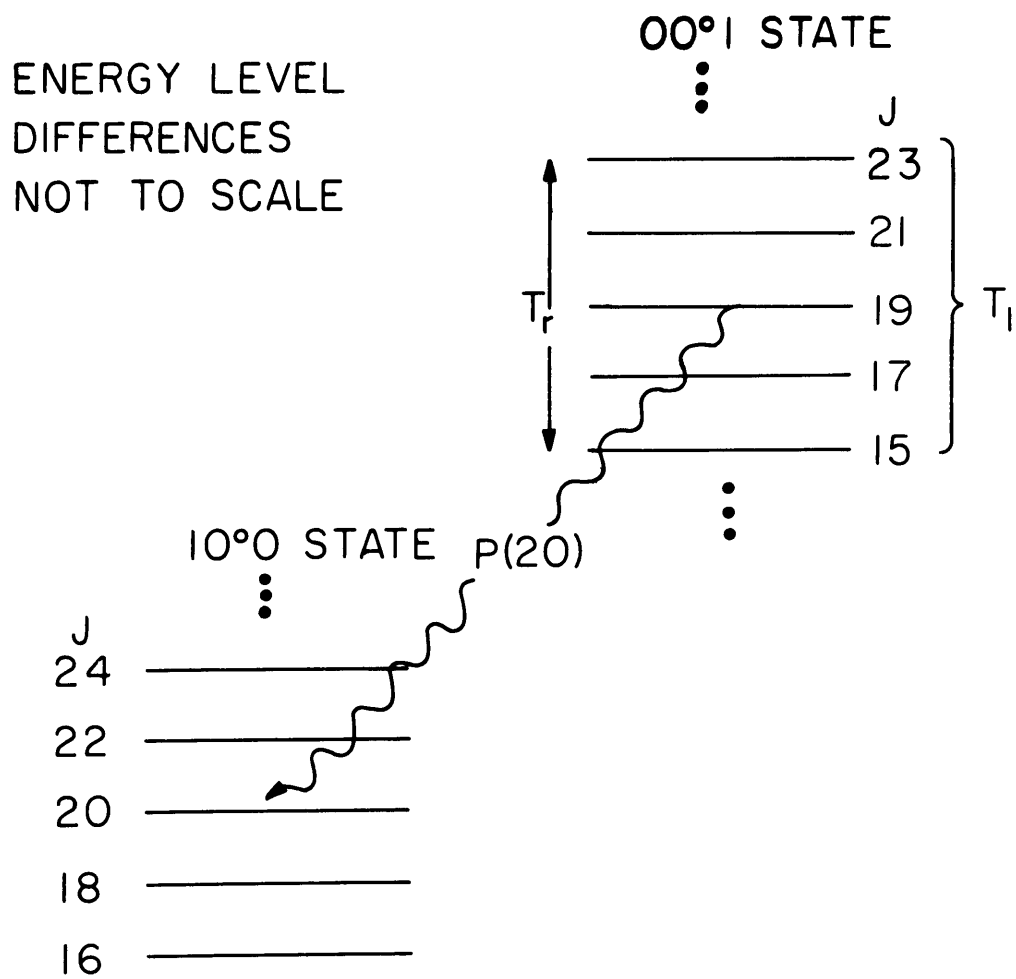 ENERGY LEVEL
DIFFERENCES
NOT TO SCALE
00°1 STATE
J
23
21
19
17
15
Tr
T1
10°0 STATE
P(20)
J
24
22
20
18
16